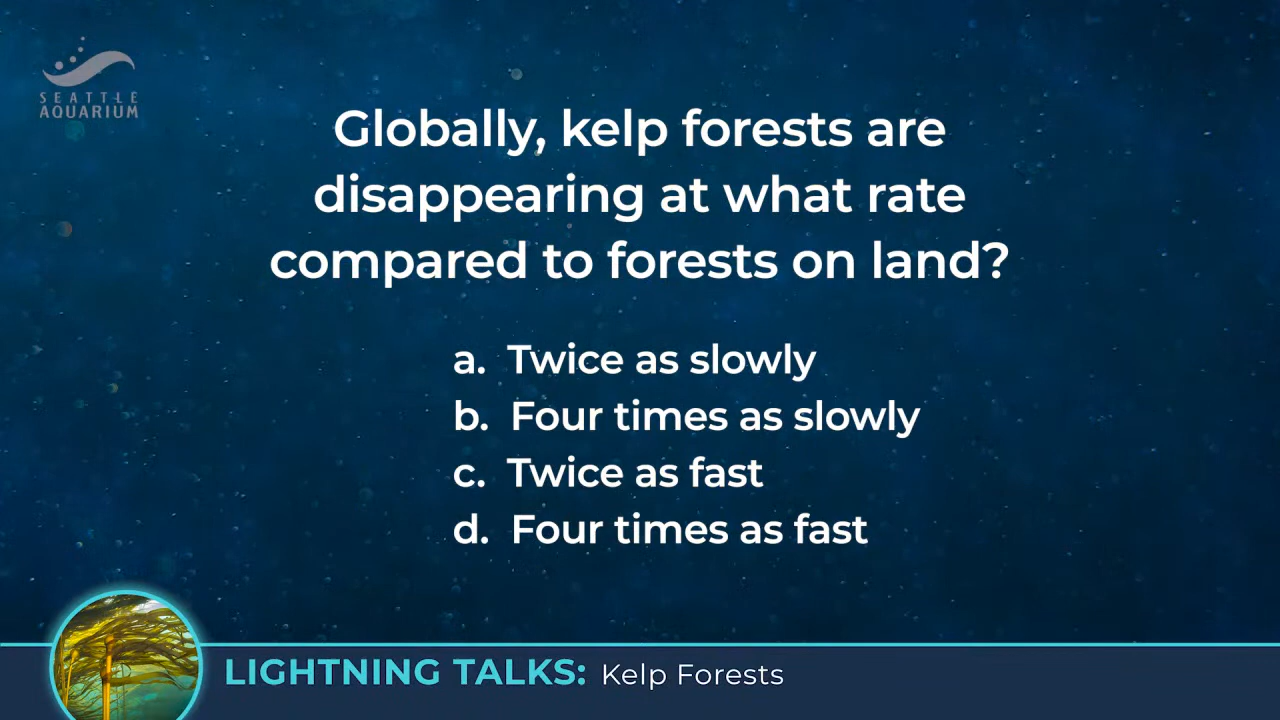 SEATTLE
AQUARIUM
Globally, kelp forests are
disappearing at what rate
compared to forests on land?
a. Twice as slowly
b. Four times as slowly
c. Twice as fast
d. Four times as fast
LIGHTNING TALKS: Kelp Forests